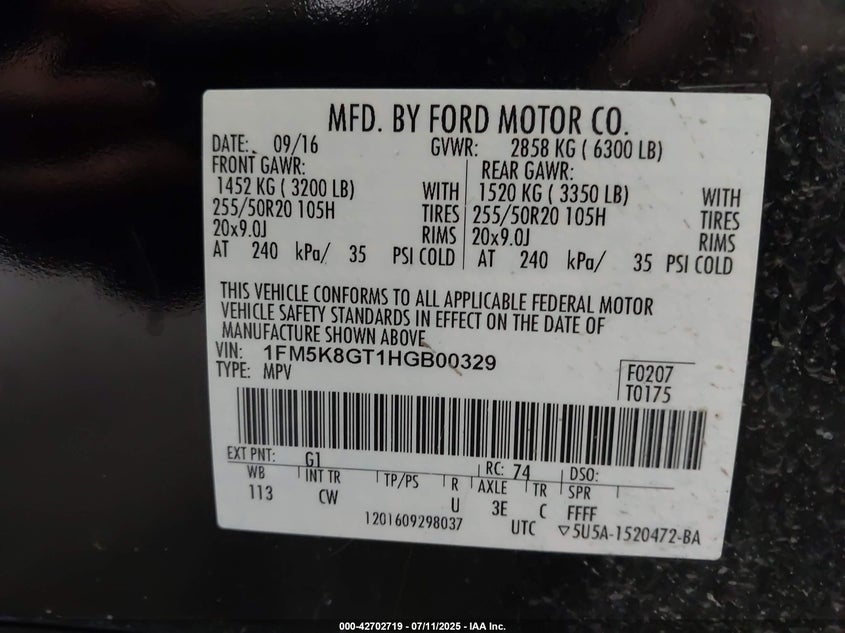 MFD. BY FORD MOTOR CO.
DATE: 09/16 GVWR: 2858 KG ( 6300 LB)
FRONT GAWR: REAR GAWR:
1452 KG ( 3200 LB) WITH 1520 KG ( 3350 LB) WITH
255/50R20 105H TIRES 255/50R20 105H TIRES
20x9.0J RIMS 20x9.0J RIMS
AT 240 kPa/ 35 PSI COLD AT 240 kPa/ 35 PSI COLD
THIS VEHICLE CONFORMS TO ALL APPLICABLE FEDERAL MOTOR
VEHICLE SAFETY STANDARDS IN EFFECT ON THE DATE OF
MANUFACTURE SHOWN ABOVE
VIN: 1FM5K8GT1HGB00329
TYPE: MPV
F0207
T0175
EXT PNT: G1 RC: 74 DSO:
WB INT TR TP/PS R AXLE TR SPR
113 CW U 3E C FFFF
1201609298037 UTC ▽5U5A-1520472-BA
000-42702719 - 07/11/2025 - IAA Inc.